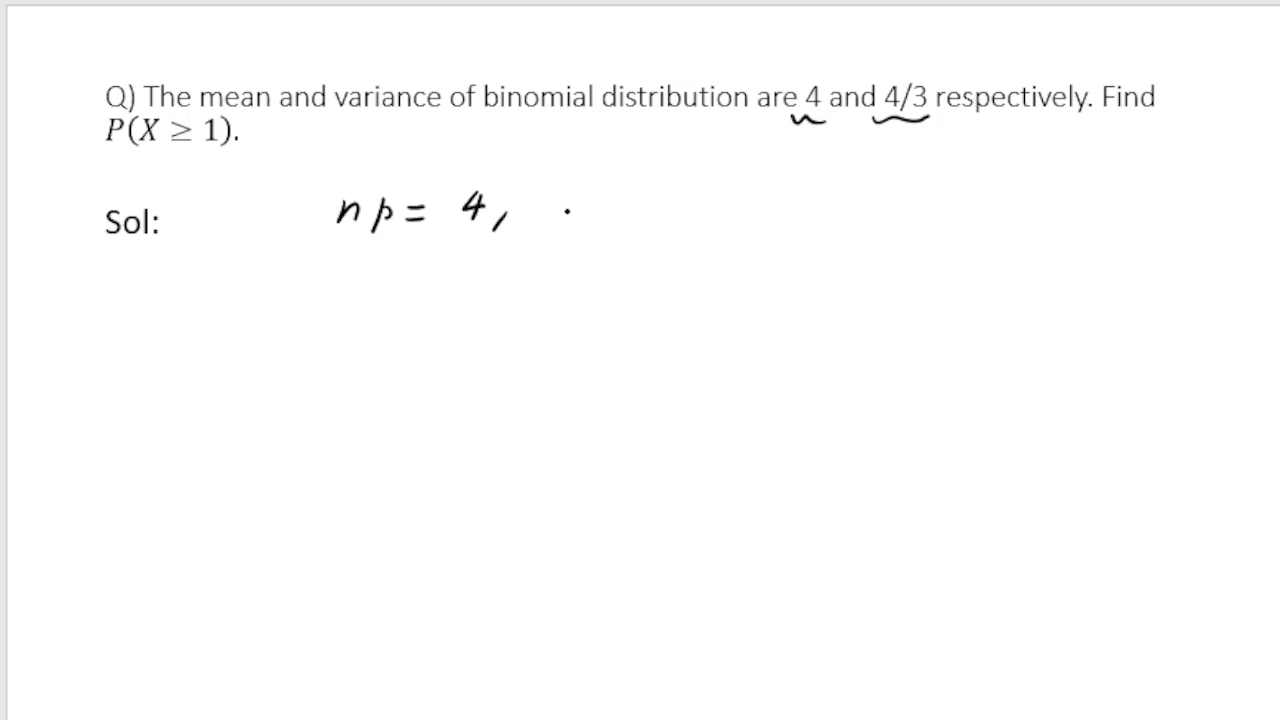 Q) The mean and variance of binomial distribution are 4 and 4/3 respectively. Find
P(X ≥ 1).
Sol: np = 4,